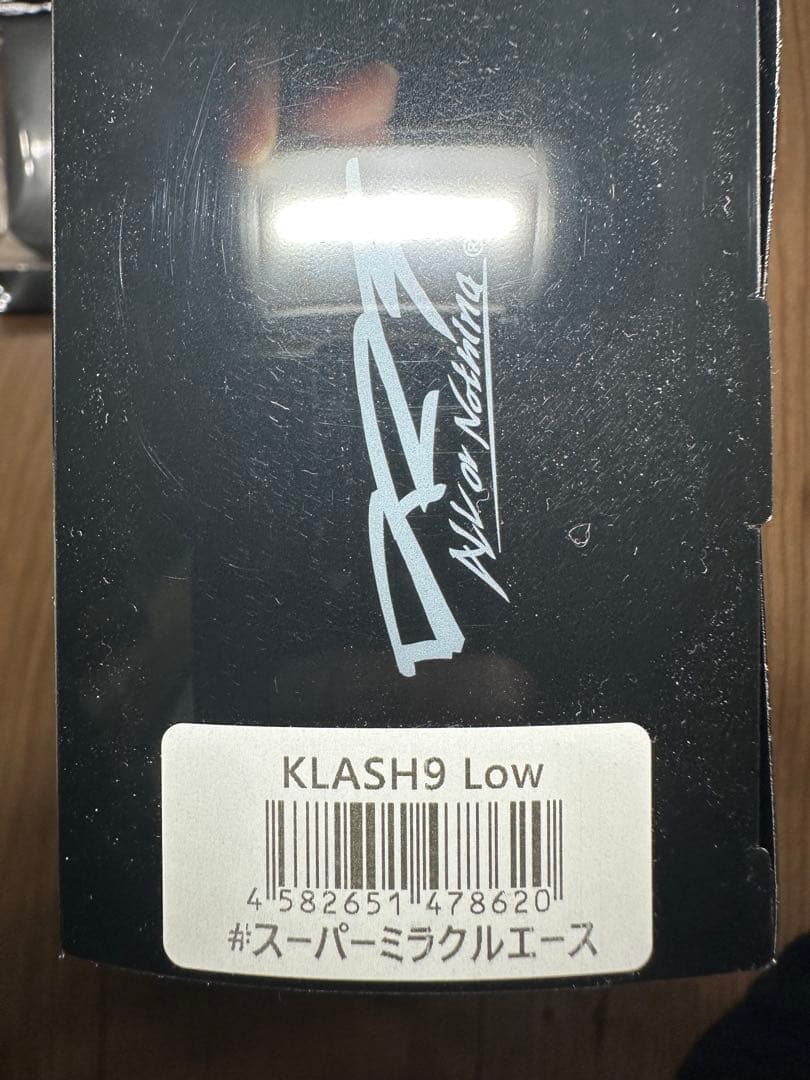 All or Nothing®
KLASH9 Low
4 582651 478620
#スーパーミラクルエース